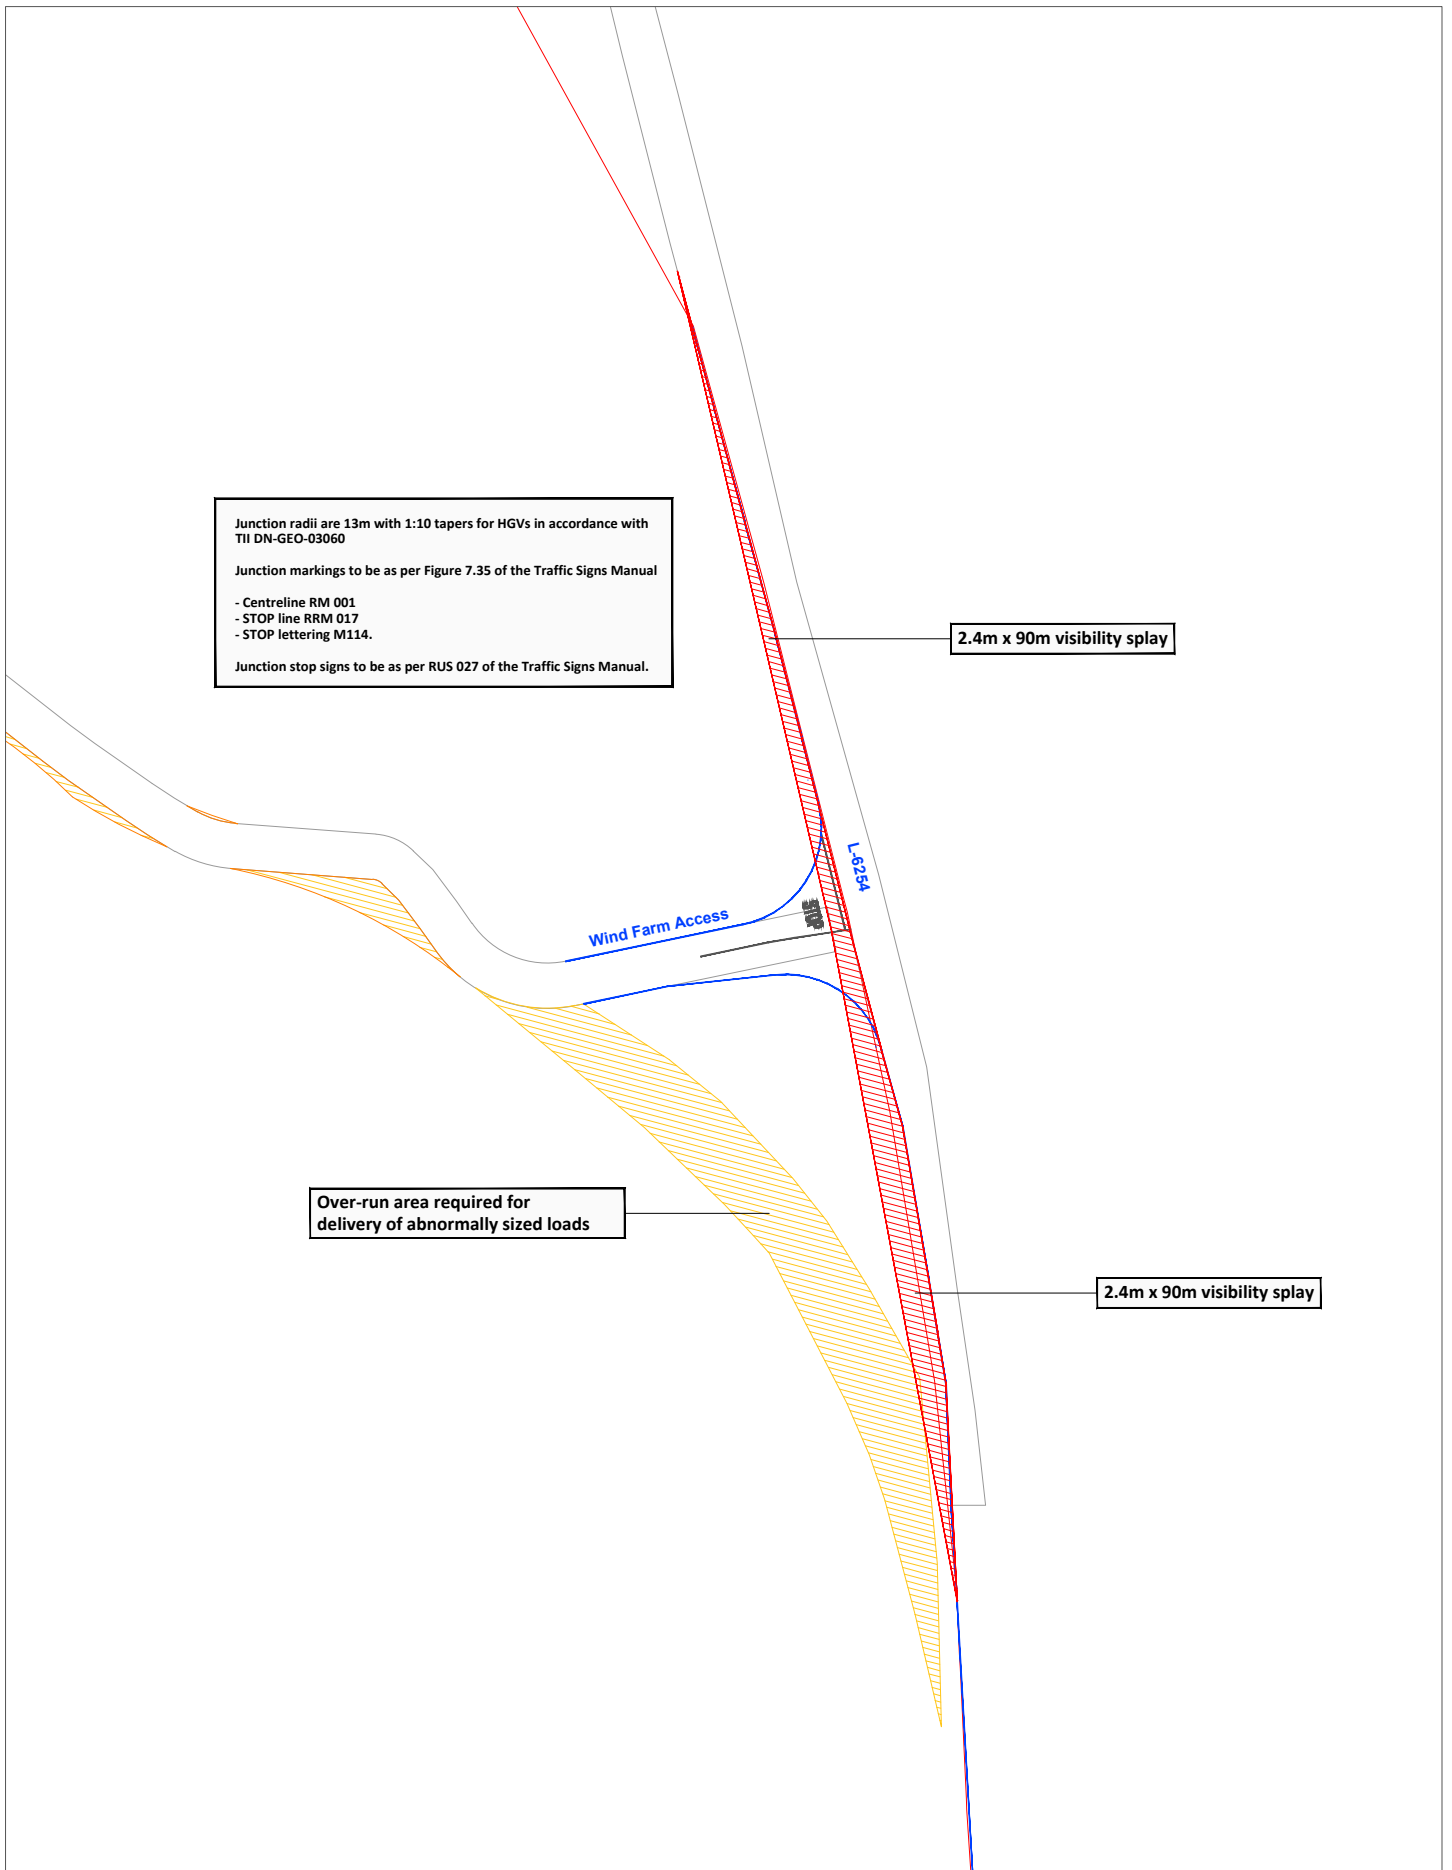 Junction radii are 13m with 1:10 tapers for HGVs in accordance with
TII DN-GEO-03060
Junction markings to be as per Figure 7.35 of the Traffic Signs Manual
- Centreline RM 001
- STOP line RRM 017
- STOP lettering M114.
Junction stop signs to be as per RUS 027 of the Traffic Signs Manual.
2.4m x 90m visibility splay
L-6254
STOP
Wind Farm Access
Over-run area required for
delivery of abnormally sized loads
2.4m x 90m visibility splay